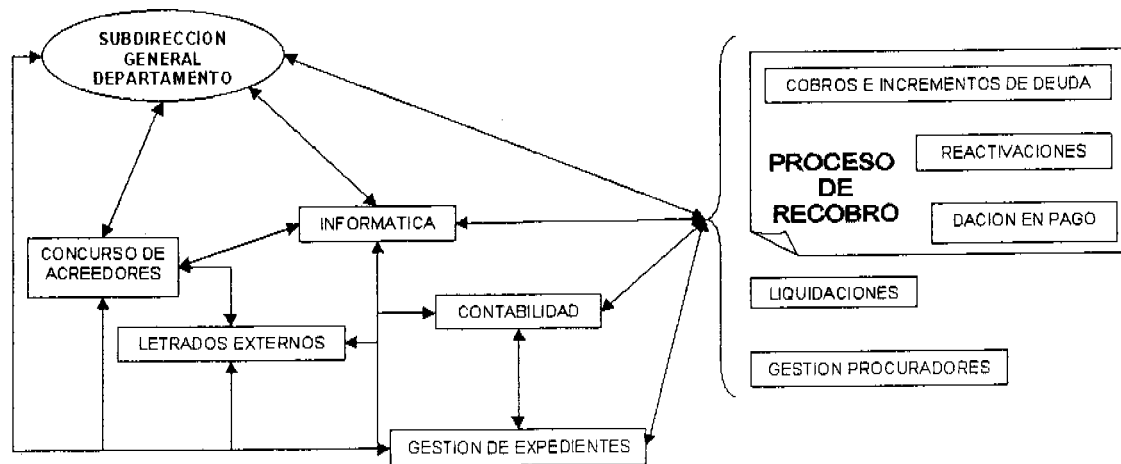 SUBDIRECCION
GENERAL
DEPARTAMENTO
COBROS E INCREMENTOS DE DEUDA
REACTIVACIONES
PROCESO
DE
RECOBRO
DACION EN PAGO
INFORMATICA
CONCURSO DE
ACREEDORES
LIQUIDACIONES
CONTABILIDAD
LETRADOS EXTERNOS
GESTION PROCURADORES
GESTION DE EXPEDIENTES